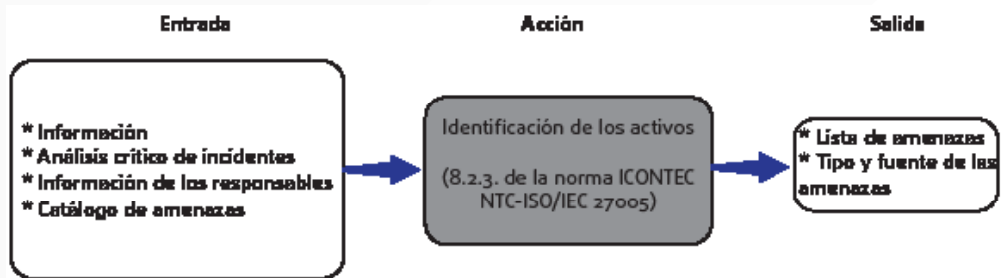 Entrada
Acción
Salida
* Información
* Análisis crítico de incidentes
* Información de los responsables
* Catálogo de amenazas
Identificación de los activos
(8.2.3. de la norma ICONTEC
NTC-ISO/IEC 27005)
* Lista de amenazas
* Tipo y fuente de las
amenazas